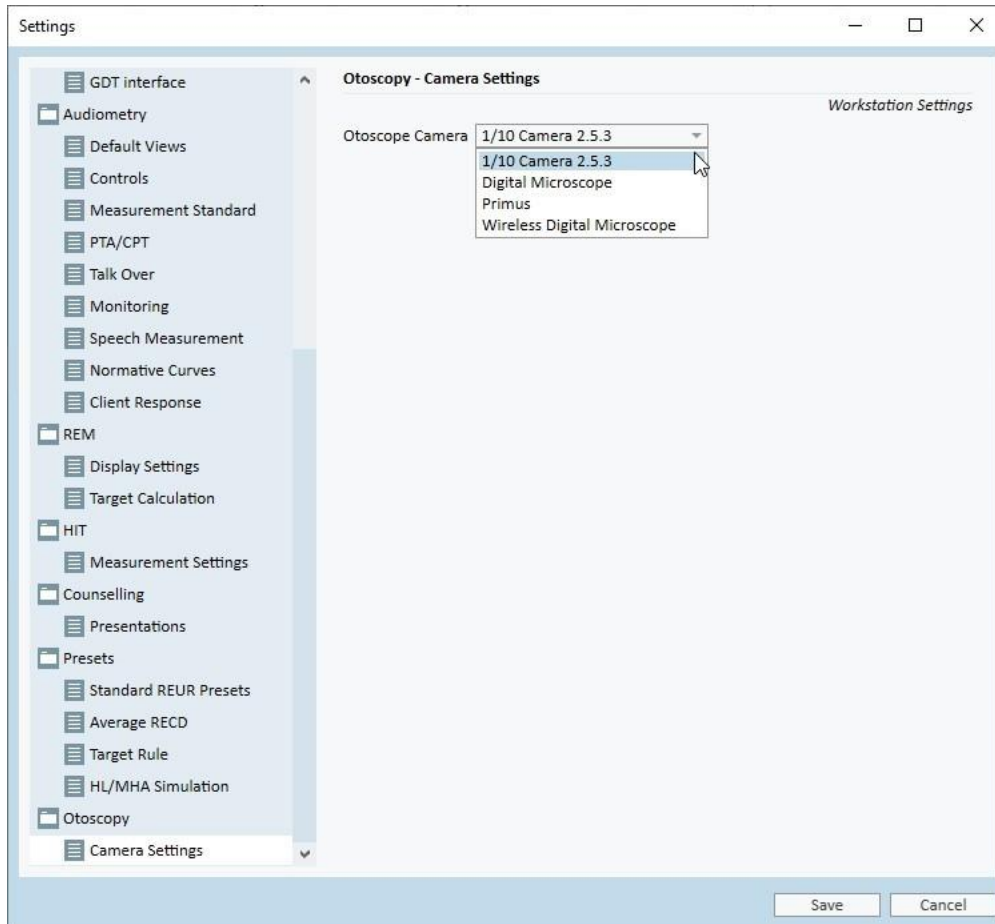 Settings
GDT interface
Audiometry
Default Views
Controls
Measurement Standard
PTA/CPT
Talk Over
Monitoring
Speech Measurement
Normative Curves
Client Response
REM
Display Settings
Target Calculation
HIT
Measurement Settings
Counselling
Presentations
Presets
Standard REUR Presets
Average RECD
Target Rule
HL/MHA Simulation
Otoscopy
Camera Settings
Otoscopy - Camera Settings
Workstation Settings
Otoscope Camera 1/10 Camera 2.5.3
1/10 Camera 2.5.3
Digital Microscope
Primus
Wireless Digital Microscope
Save Cancel